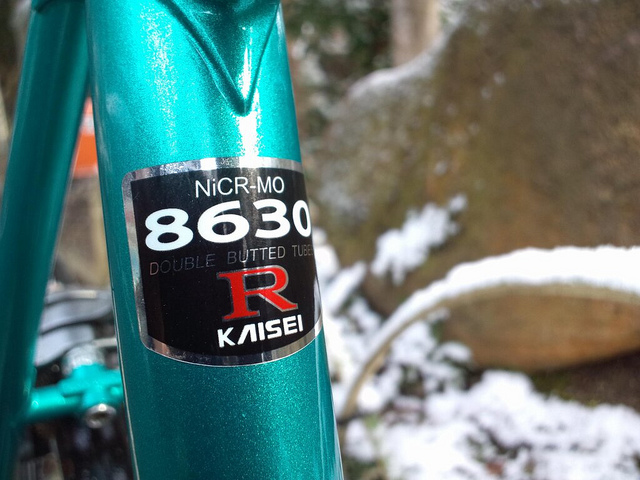 NiCR-MO
8630
DOUBLE BUTTED TUBE
R
KAISEI